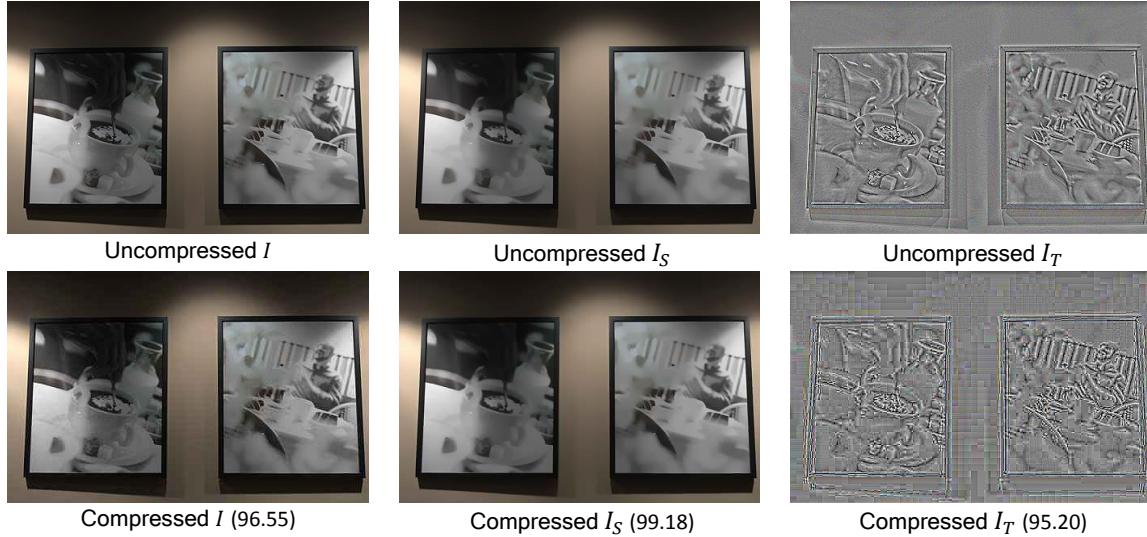 Uncompressed I
Uncompressed I_S
Uncompressed I_T
Compressed I (96.55)
Compressed I_S (99.18)
Compressed I_T (95.20)